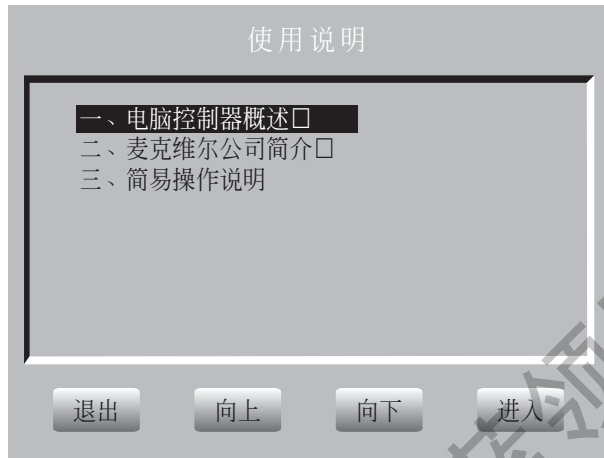 使用说明
一、电脑控制器概述□
二、麦克维尔公司简介□
三、简易操作说明
退出 向上 向下 进入